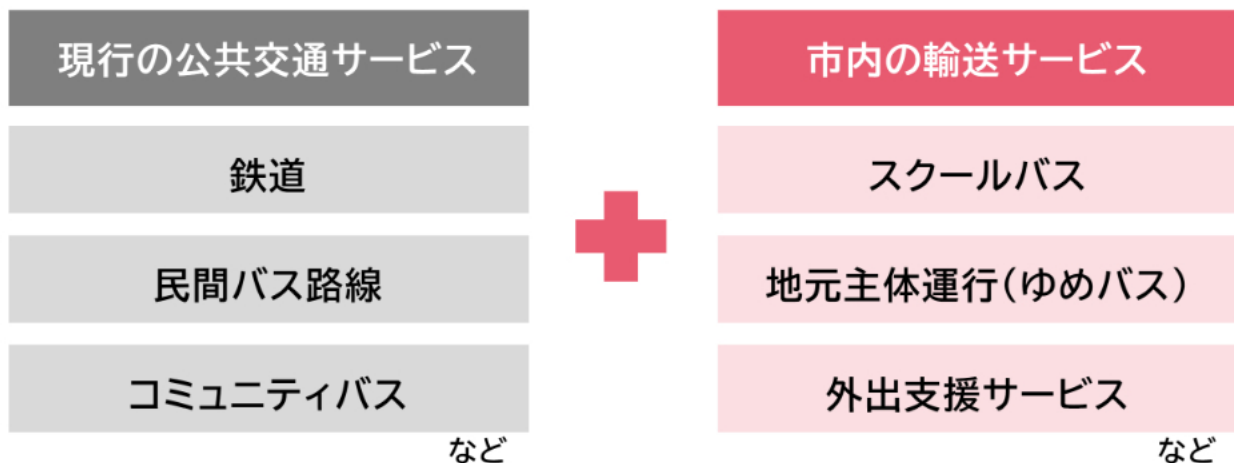 現行の公共交通サービス
鉄道
民間バス路線
コミュニティバス
など
市内の輸送サービス
スクールバス
地元主体運行(ゆめバス)
外出支援サービス
など